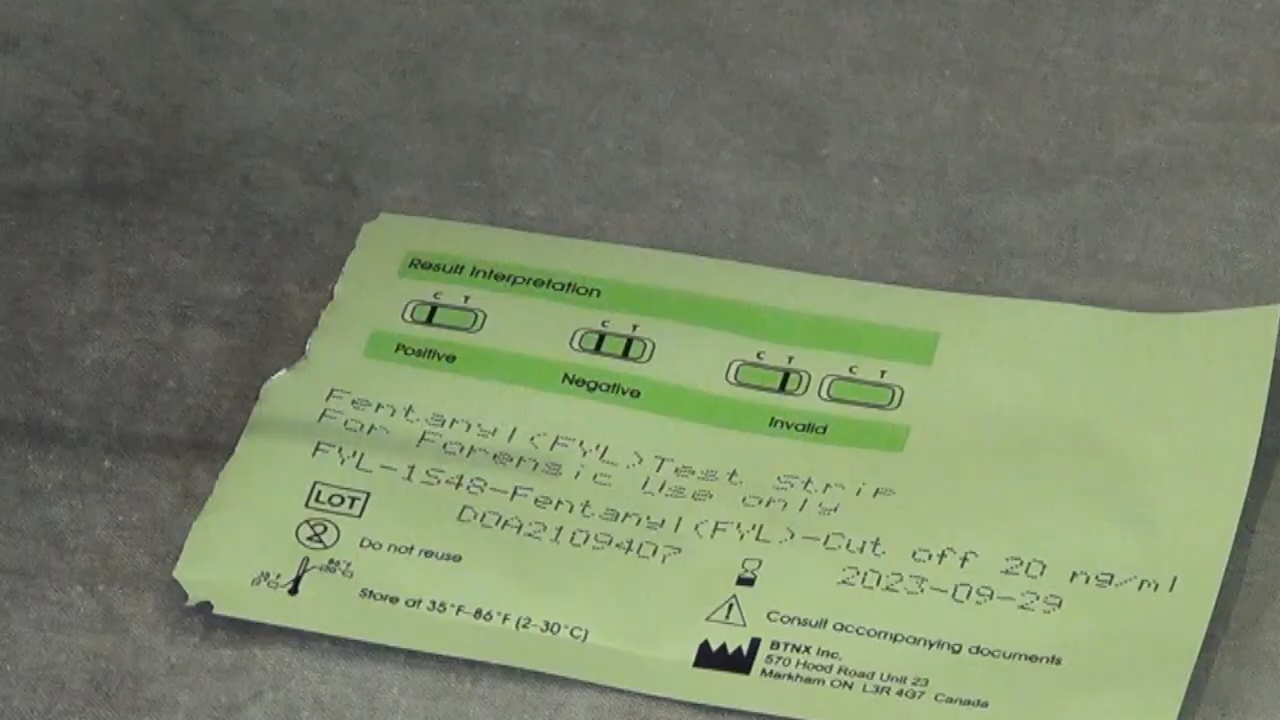 Result Interpretation
C T
C T
C T
C T
Positive
Negative
Invalid
Fentanyl(FYL)Test Strip
For Forensic Use only
FYL-1S48-Fentanyl(FYL)-Cut off 20 ng/ml
LOT
DOA2109407
2023-09-29
2
Do not reuse
Store at 35°F-86°F (2-30°C)
Consult accompanying documents
BTNX Inc.
570 Hood Road Unit 23
Markham ON L3R 4G7 Canada